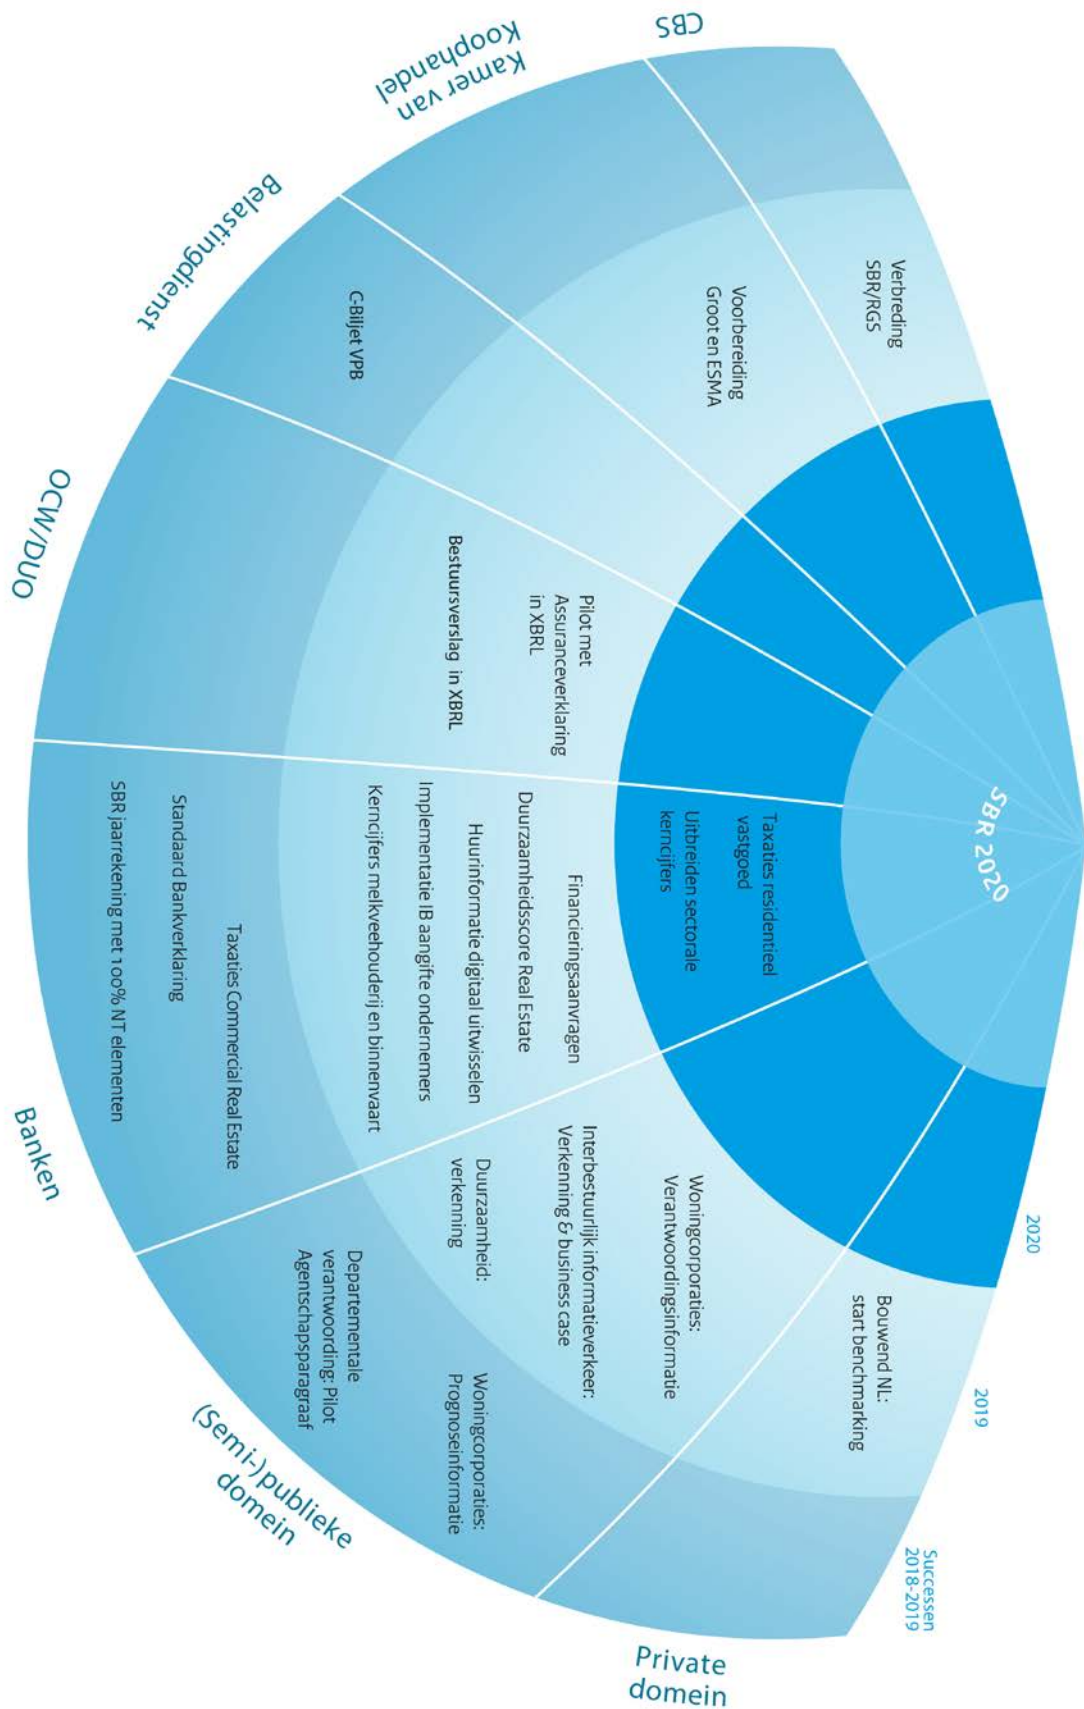 CBS
Kamer van
Koophandel
Belastingdienst
OCW/DUO
Banken
(Semi-)publieke
domein
Private
domein
SBR 2020
2020
2019
Successen
2018-2019
Verbreding
SBR/RGS
Voorbereiding
Groot en ESMA
C-Biljet VPB
Pilot met
Assuranceverklaring
in XBRL
Bestuursverslag in XBRL
Taxaties residentieel
vastgoed
Uitbreiden sectorale
kerncijfers
Financieringsaanvragen
Duurzaamheidsscore Real Estate
Huurinformatie digitaal uitwisselen
Implementatie IB aangifte ondernemers
Kerncijfers melkveehouderij en binnenvaart
Taxaties Commercial Real Estate
Standaard Bankverklaring
SBR jaarrekening met 100% NT elementen
Woningcorporaties:
Verantwoordingsinformatie
Interbestuurlijk informatieverkeer:
Verkenning & business case
Duurzaamheid:
verkenning
Woningcorporaties:
Prognoseinformatie
Departementale
verantwoording: Pilot
Agentschapsparagraaf
Bouwend NL:
start benchmarking